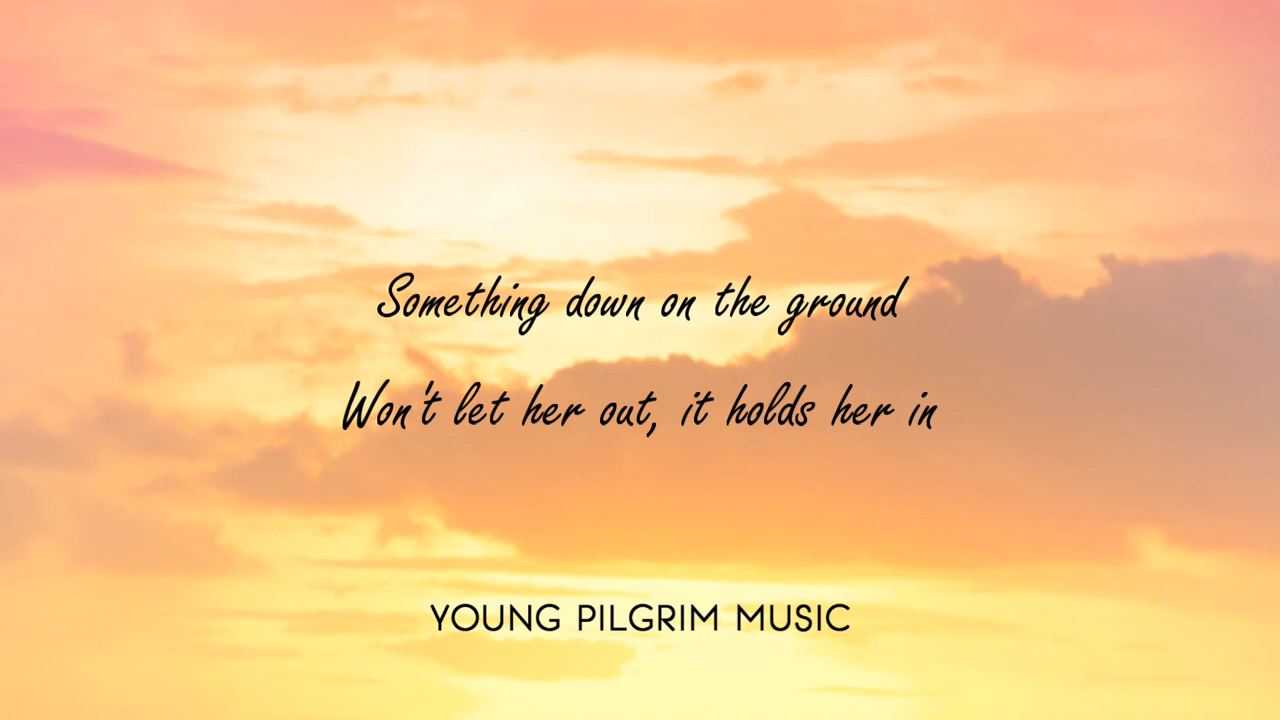 Something down on the ground
Won't let her out, it holds her in
YOUNG PILGRIM MUSIC